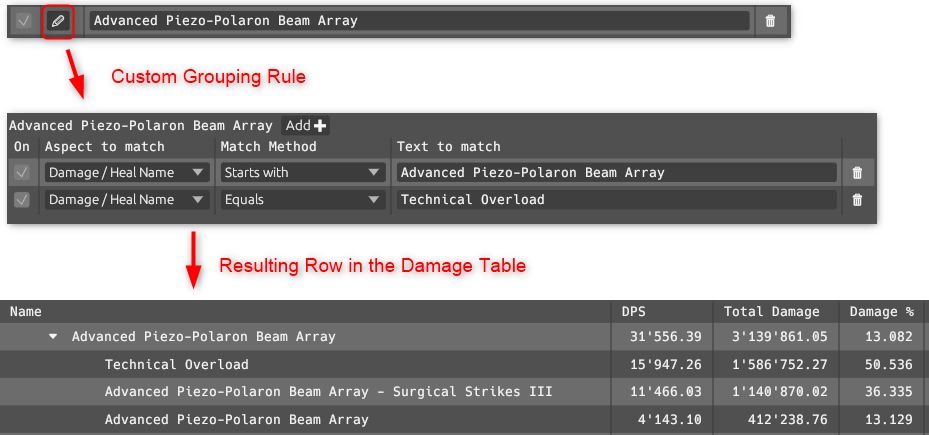 Advanced Piezo-Polaron Beam Array
Custom Grouping Rule
Advanced Piezo-Polaron Beam Array Add
On Aspect to match Match Method Text to match
Damage / Heal Name Starts with Advanced Piezo-Polaron Beam Array
Damage / Heal Name Equals Technical Overload
Resulting Row in the Damage Table
Name DPS Total Damage Damage %
Advanced Piezo-Polaron Beam Array 31'556.39 3'139'861.05 13.082
Technical Overload 15'947.26 1'586'752.27 50.536
Advanced Piezo-Polaron Beam Array - Surgical Strikes III 11'466.03 1'140'870.02 36.335
Advanced Piezo-Polaron Beam Array 4'143.10 412'238.76 13.129